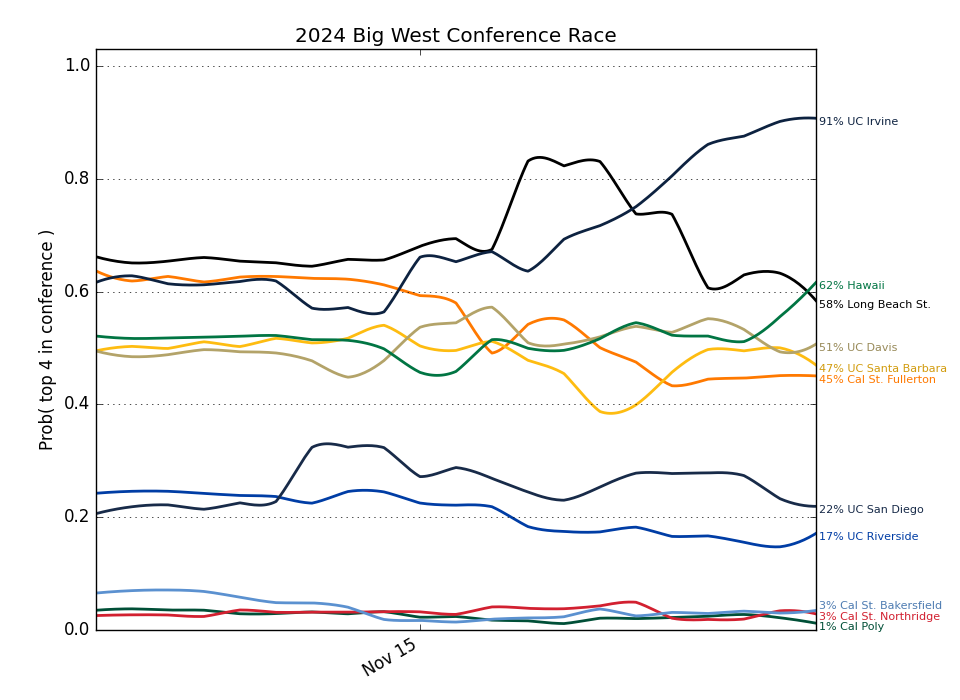 2024 Big West Conference Race
Prob( top 4 in conference )
1.0
0.8
0.6
0.4
0.2
0.0
Nov 15
91% UC Irvine
62% Hawaii
58% Long Beach St.
51% UC Davis
47% UC Santa Barbara
45% Cal St. Fullerton
22% UC San Diego
17% UC Riverside
3% Cal St. Bakersfield
3% Cal St. Northridge
1% Cal Poly